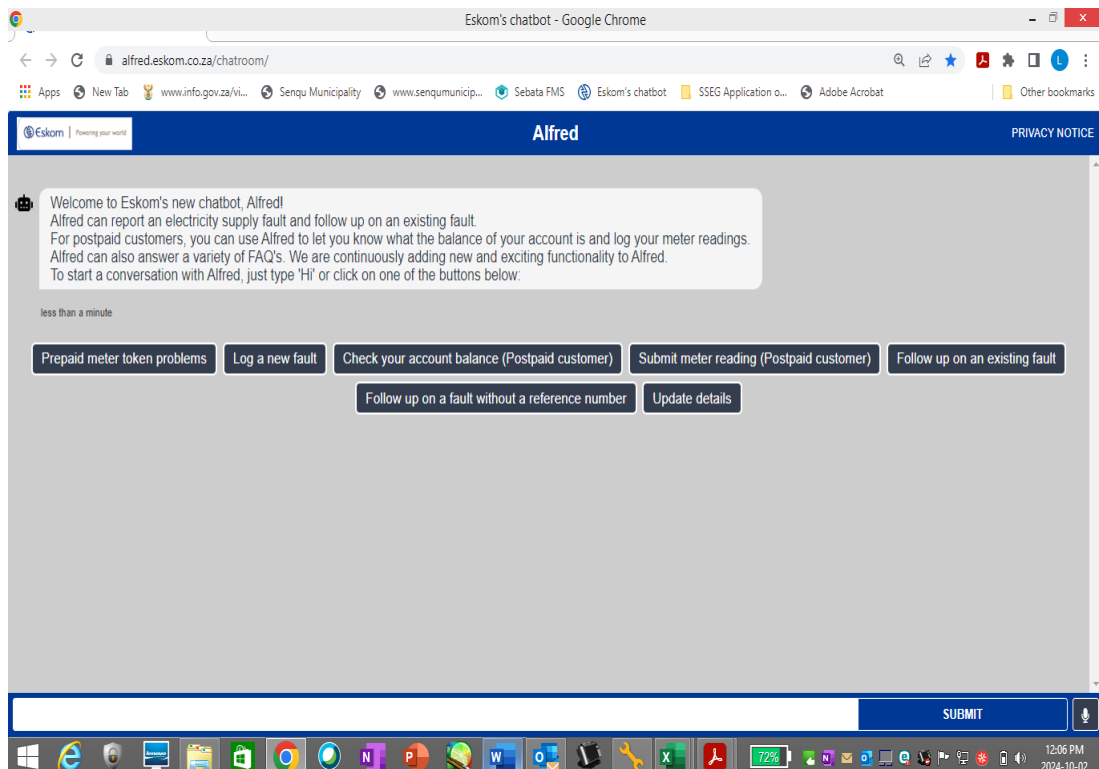 Eskom's chatbot - Google Chrome
alfred.eskom.co.za/chatroom/
Apps New Tab www.info.gov.za/vi... Senqu Municipality www.senqumunicip... Sebata FMS Eskom's chatbot SSEG Application o... Adobe Acrobat Other bookmarks
Eskom Powering your world Alfred PRIVACY NOTICE
Welcome to Eskom's new chatbot, Alfred!
Alfred can report an electricity supply fault and follow up on an existing fault.
For postpaid customers, you can use Alfred to let you know what the balance of your account is and log your meter readings.
Alfred can also answer a variety of FAQ's. We are continuously adding new and exciting functionality to Alfred.
To start a conversation with Alfred, just type 'Hi' or click on one of the buttons below:
less than a minute
Prepaid meter token problems Log a new fault Check your account balance (Postpaid customer) Submit meter reading (Postpaid customer) Follow up on an existing fault
Follow up on a fault without a reference number Update details
SUBMIT
72% 12:06 PM
2024-10-02